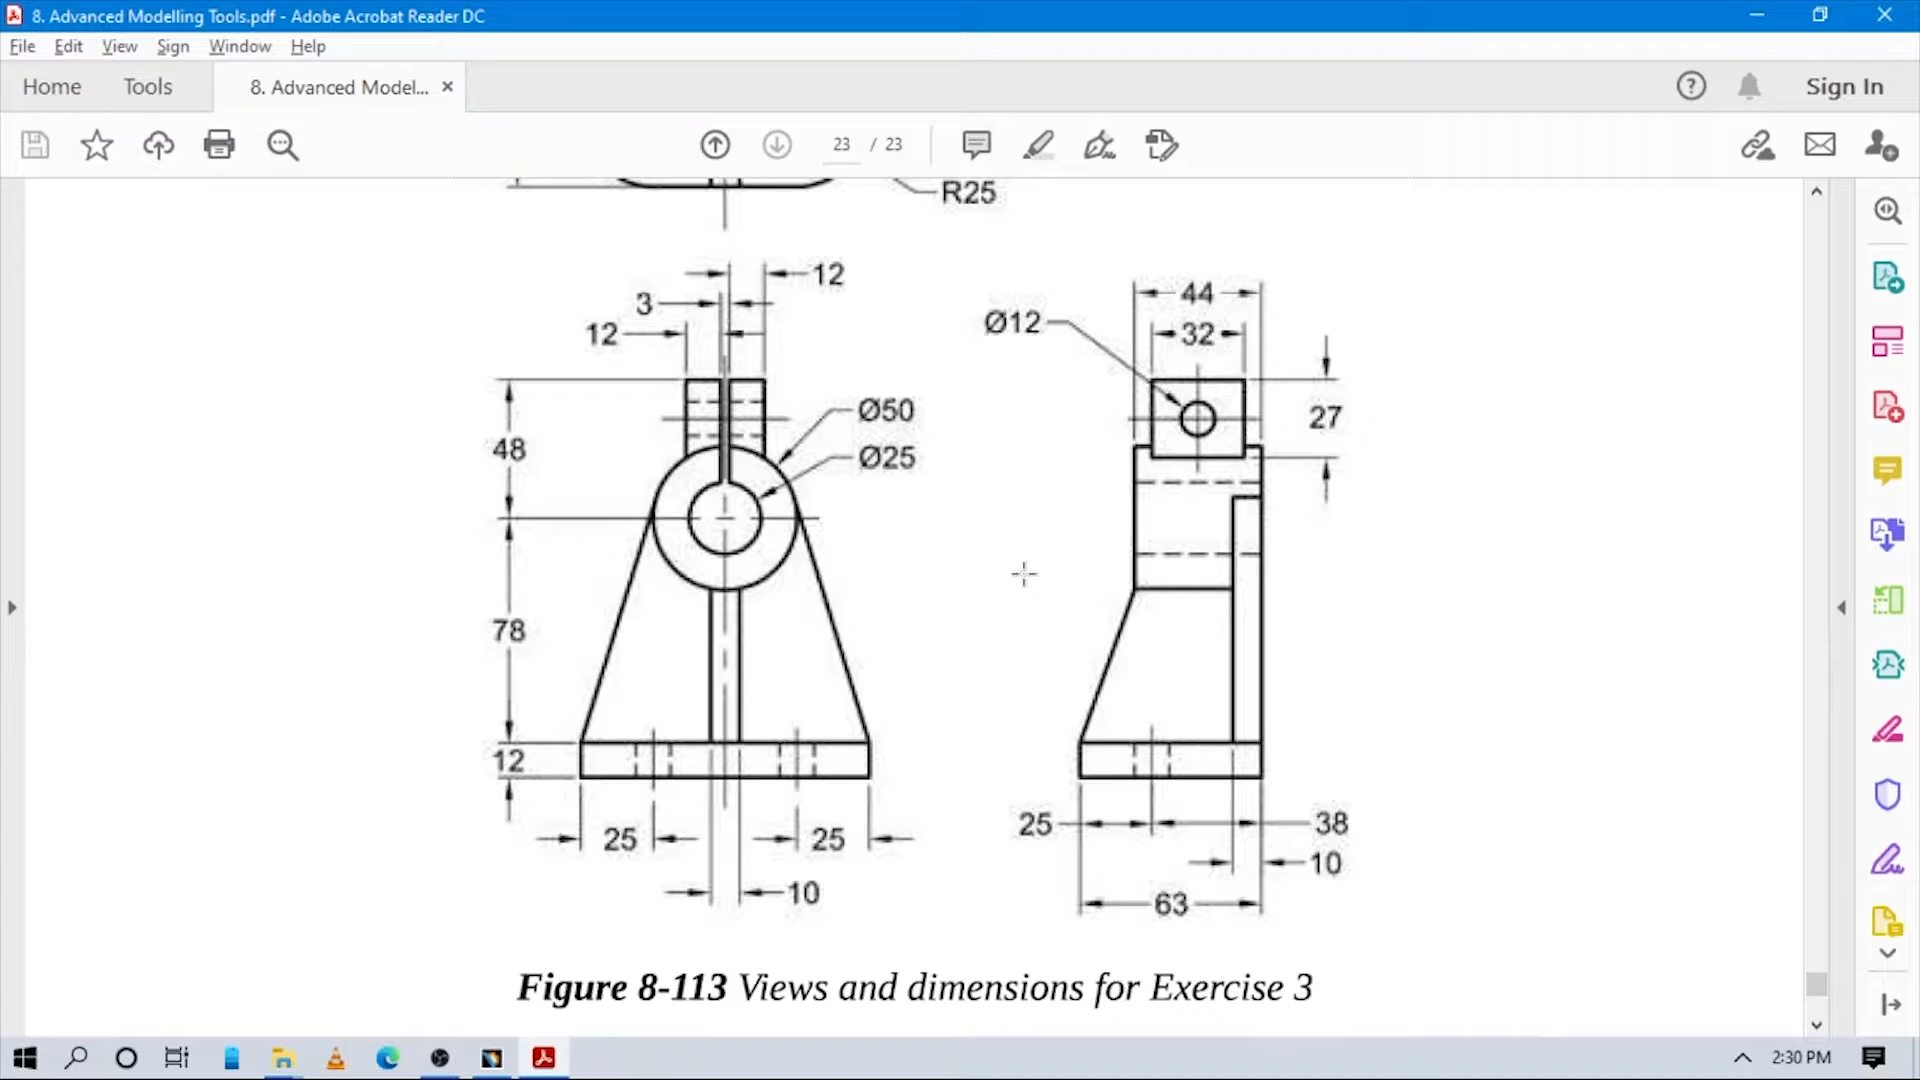 8. Advanced Modelling Tools.pdf - Adobe Acrobat Reader DC
File Edit View Sign Window Help
Home Tools 8. Advanced Model... × Sign In
23 / 23
R25
12
3
12
44
Ø12
32
Ø50
27
48
Ø25
78
12
25 25
25 38
10
10
63
Figure 8-113 Views and dimensions for Exercise 3
2:30 PM